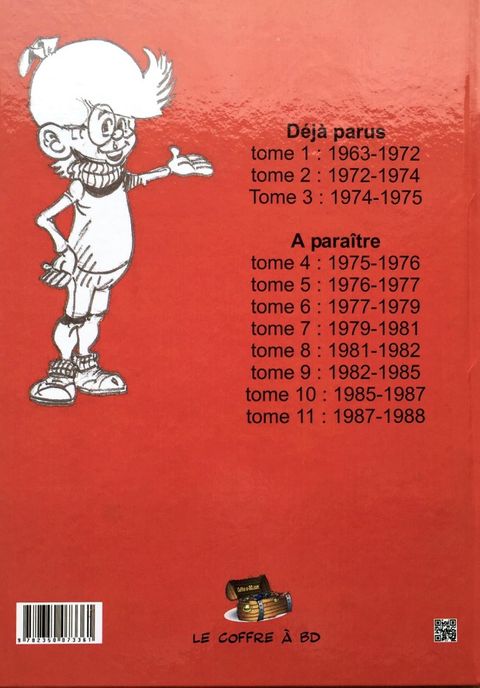 Déjà parus
tome 1 : 1963-1972
tome 2 : 1972-1974
Tome 3 : 1974-1975
A paraître
tome 4 : 1975-1976
tome 5 : 1976-1977
tome 6 : 1977-1979
tome 7 : 1979-1981
tome 8 : 1981-1982
tome 9 : 1982-1985
tome 10 : 1985-1987
tome 11 : 1987-1988
LE COFFRE À BD
9782350873361